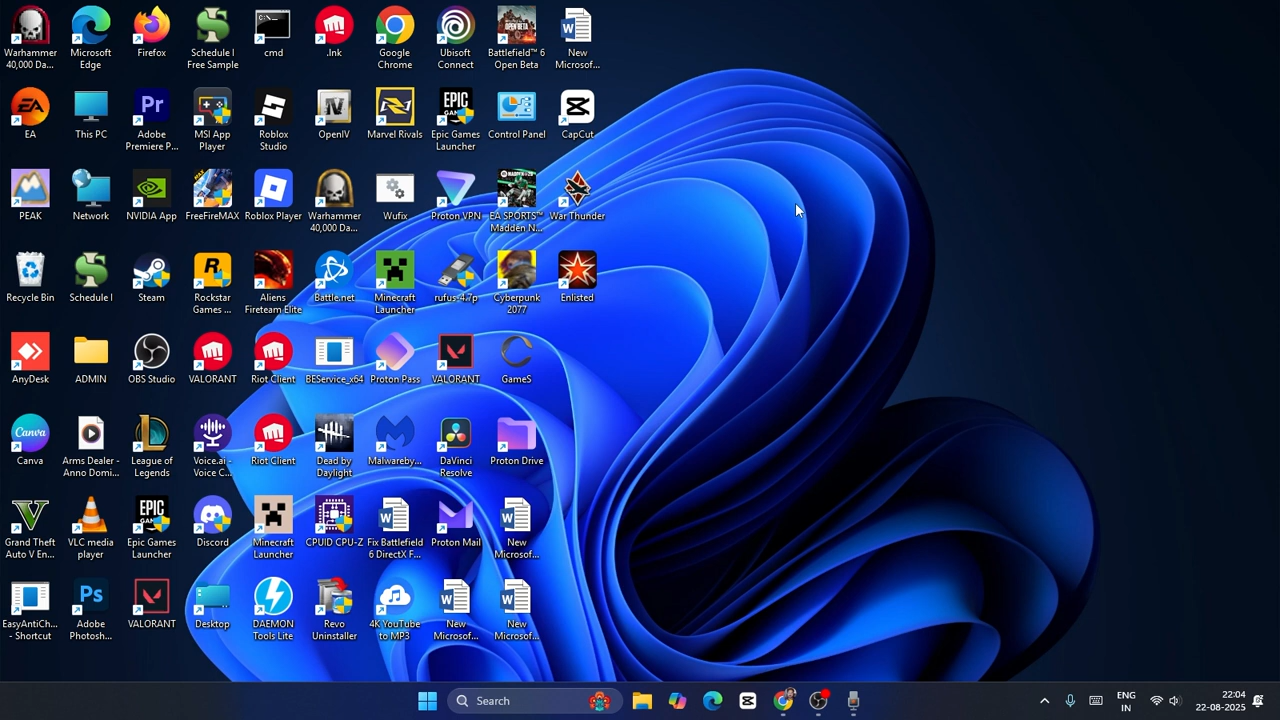 Warhammer
40,000 Da...
Microsoft
Edge
Firefox
Schedule I
Free Sample
cmd
.lnk
Google
Chrome
Ubisoft
Connect
Battlefield™ 6
Open Beta
New
Microsof...
EA
This PC
Adobe
Premiere P...
MSI App
Player
Roblox
Studio
OpenIV
Marvel Rivals
Epic Games
Launcher
Control Panel
CapCut
PEAK
Network
NVIDIA App
FreeFireMAX
Roblox Player
Warhammer
40,000 Da...
Wufix
Proton VPN
EA SPORTS™
Madden N...
War Thunder
Recycle Bin
Schedule I
Steam
Rockstar
Games ...
Aliens
Fireteam Elite
Battle.net
Minecraft
Launcher
rufus-4.7p
Cyberpunk
2077
Enlisted
AnyDesk
ADMIN
OBS Studio
VALORANT
Riot Client
BEService_x64
Proton Pass
VALORANT
GameS
Canva
Arms Dealer -
Anno Domi...
League of
Legends
Voice.ai -
Voice C...
Riot Client
Dead by
Daylight
Malwareby...
DaVinci
Resolve
Proton Drive
Grand Theft
Auto V En...
VLC media
player
Epic Games
Launcher
Discord
Minecraft
Launcher
CPUID CPU-Z
Fix Battlefield
6 DirectX F...
Proton Mail
New
Microsof...
EasyAntiCh...
- Shortcut
Adobe
Photosh...
VALORANT
Desktop
DAEMON
Tools Lite
Revo
Uninstaller
4K YouTube
to MP3
New
Microsof...
New
Microsof...
Search
ENG
IN
22:04
22-08-2025